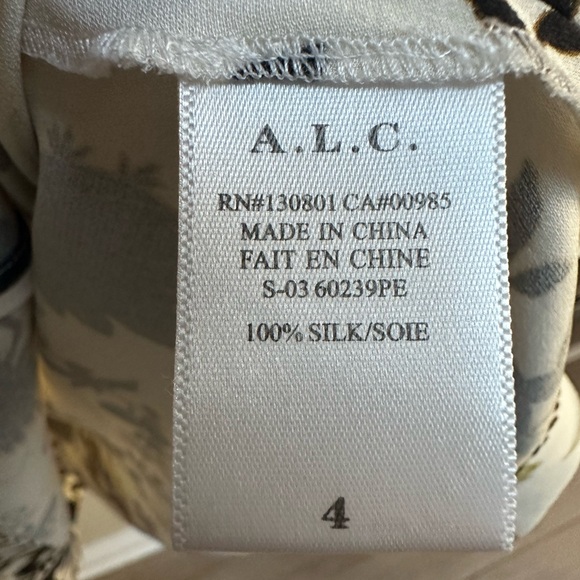 A.L.C.
RN#130801 CA#00985
MADE IN CHINA
FAIT EN CHINE
S-03 60239PE
100% SILK/SOIE
4